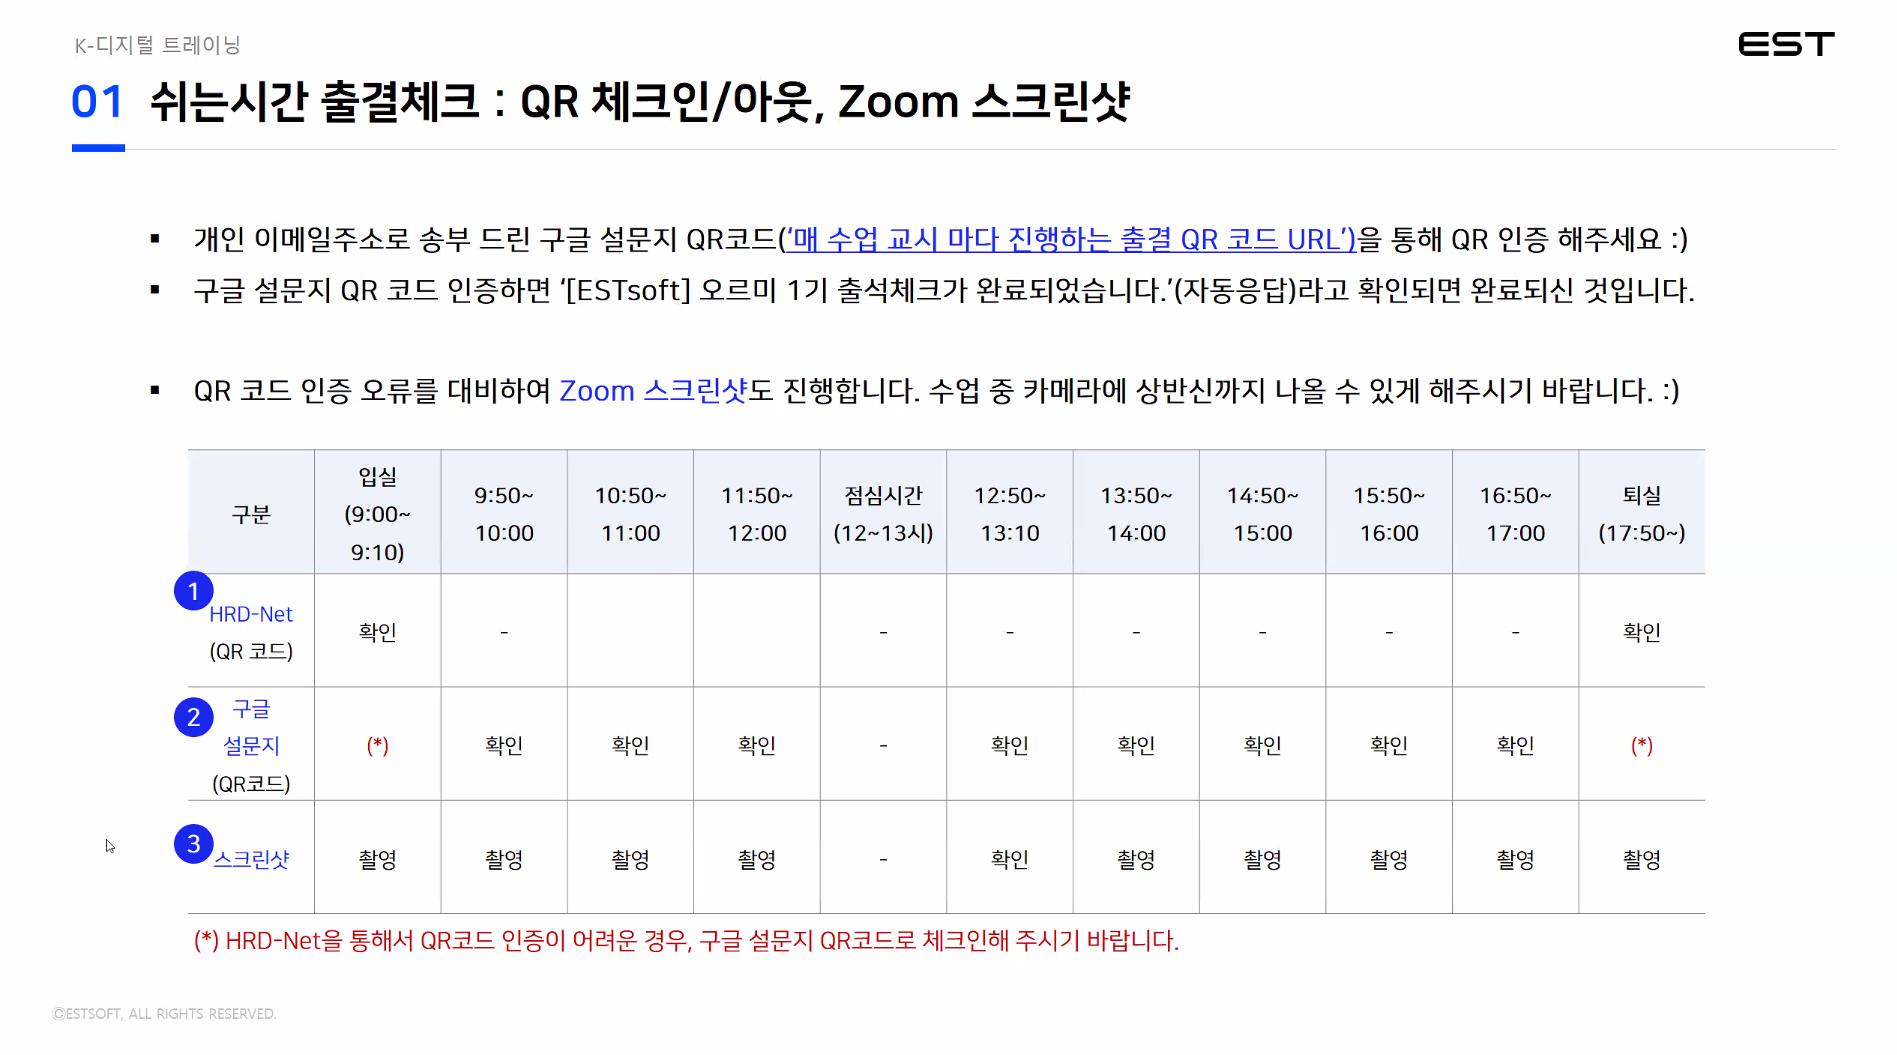 K-디지털 트레이닝
EST
01 쉬는시간 출결체크 : QR 체크인/아웃, Zoom 스크린샷
▪ 개인 이메일주소로 송부 드린 구글 설문지 QR코드(‘매 수업 교시 마다 진행하는 출결 QR 코드 URL’)을 통해 QR 인증 해주세요 :)
▪ 구글 설문지 QR 코드 인증하면 ‘[ESTsoft] 오르미 1기 출석체크가 완료되었습니다.’(자동응답)라고 확인되면 완료되신 것입니다.
▪ QR 코드 인증 오류를 대비하여 Zoom 스크린샷도 진행합니다. 수업 중 카메라에 상반신까지 나올 수 있게 해주시기 바랍니다. :)
구분 입실 (9:00~ 9:10) 9:50~ 10:00 10:50~ 11:00 11:50~ 12:00 점심시간 (12~13시) 12:50~ 13:10 13:50~ 14:00 14:50~ 15:00 15:50~ 16:00 16:50~ 17:00 퇴실 (17:50~)
1 HRD-Net (QR 코드) 확인 - - - - - - - 확인
2 구글 설문지 (QR코드) (*) 확인 확인 확인 - 확인 확인 확인 확인 확인 (*)
3 스크린샷 촬영 촬영 촬영 촬영 - 확인 촬영 촬영 촬영 촬영 촬영
(*) HRD-Net을 통해서 QR코드 인증이 어려운 경우, 구글 설문지 QR코드로 체크인해 주시기 바랍니다.
ⒸESTSOFT, ALL RIGHTS RESERVED.